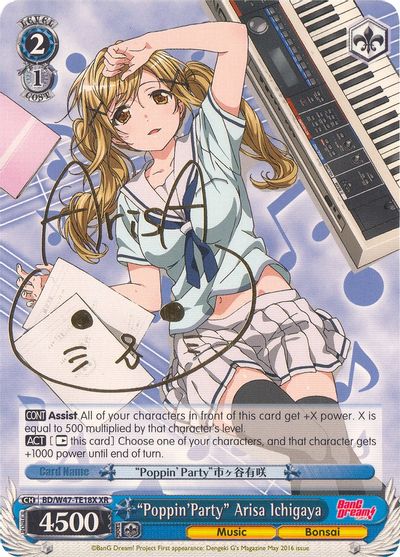 LEVEL
2
1
COST
ArisA
CONT Assist All of your characters in front of this card get +X power. X is
equal to 500 multiplied by that character's level.
ACT [ this card] Choose one of your characters, and that character gets
+1000 power until end of turn.
Card Name
"Poppin'Party"市ヶ谷有咲
CH BD/W47-TE18X XR
4500
"Poppin'Party" Arisa Ichigaya
BanG Dream!
Music
Bonsai
©BanG Dream! Project First appearance: Dengeki G's Magazine May 2016 issue